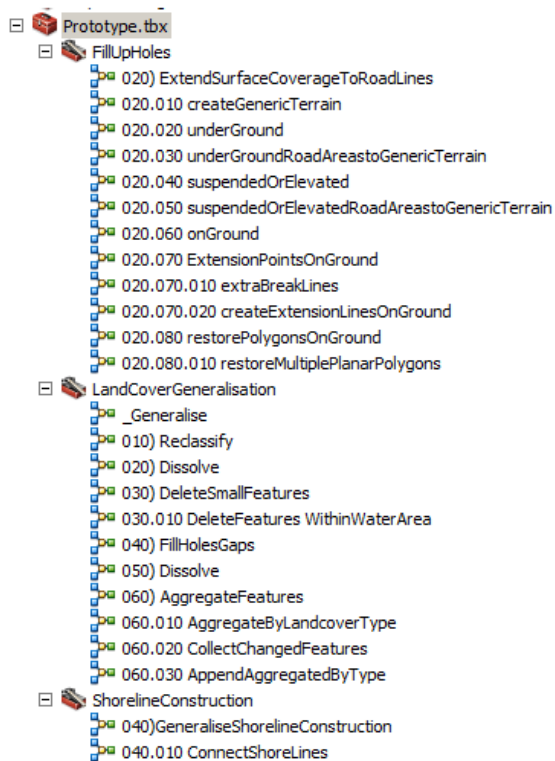 Prototype.tbx
FillUpHoles
020) ExtendSurfaceCoverageToRoadLines
020.010 createGenericTerrain
020.020 underGround
020.030 underGroundRoadAreastoGenericTerrain
020.040 suspendedOrElevated
020.050 suspendedOrElevatedRoadAreastoGenericTerrain
020.060 onGround
020.070 ExtensionPointsOnGround
020.070.010 extraBreakLines
020.070.020 createExtensionLinesOnGround
020.080 restorePolygonsOnGround
020.080.010 restoreMultiplePlanarPolygons
LandCoverGeneralisation
_Generalise
010) Reclassify
020) Dissolve
030) DeleteSmallFeatures
030.010 DeleteFeatures WithinWaterArea
040) FillHolesGaps
050) Dissolve
060) AggregateFeatures
060.010 AggregateByLandcoverType
060.020 CollectChangedFeatures
060.030 AppendAggregatedByType
ShorelineConstruction
040)GeneraliseShorelineConstruction
040.010 ConnectShoreLines